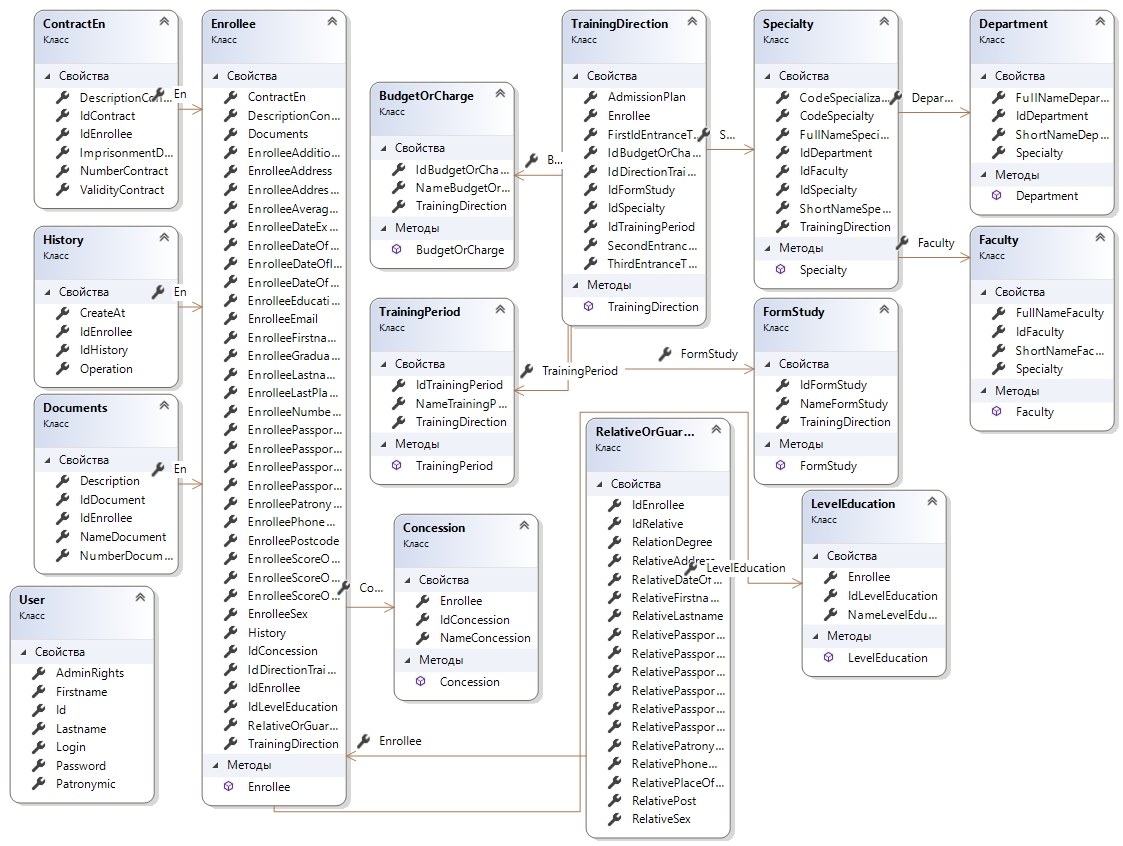 ContractEn
Класс
Свойства
DescriptionCon...
IdContract
IdEnrollee
ImprisonmentD...
NumberContract
ValidityContract
En
History
Класс
Свойства
CreateAt
IdEnrollee
IdHistory
Operation
En
Documents
Класс
Свойства
Description
IdDocument
IdEnrollee
NameDocument
NumberDocum...
En
User
Класс
Свойства
AdminRights
Firstname
Id
Lastname
Login
Password
Patronymic
Enrollee
Класс
Свойства
ContractEn
DescriptionCon...
Documents
EnrolleeAdditio...
EnrolleeAddress
EnrolleeAddres...
EnrolleeAverag...
EnrolleeDateEx...
EnrolleeDateOf...
EnrolleeDateOfI...
EnrolleeDateOf...
EnrolleeEducati...
EnrolleeEmail
EnrolleeFirstna...
EnrolleeGradua...
EnrolleeLastna...
EnrolleeLastPla...
EnrolleeNumbe...
EnrolleePasspor...
EnrolleePasspor...
EnrolleePasspor...
EnrolleePatrony...
EnrolleePhone...
EnrolleePostcode
EnrolleeScoreO...
EnrolleeScoreO...
EnrolleeScoreO...
EnrolleeSex
History
IdConcession
IdDirectionTrai...
IdEnrollee
IdLevelEducation
RelativeOrGuar...
TrainingDirection
Методы
Enrollee
BudgetOrCharge
Класс
Свойства
IdBudgetOrCha...
NameBudgetOr...
TrainingDirection
Методы
BudgetOrCharge
B...
TrainingPeriod
Класс
Свойства
IdTrainingPeriod
NameTrainingP...
TrainingDirection
Методы
TrainingPeriod
TrainingPeriod
Concession
Класс
Свойства
Enrollee
IdConcession
NameConcession
Методы
Concession
Co...
Enrollee
TrainingDirection
Класс
Свойства
AdmissionPlan
Enrollee
FirstIdEntranceT...
IdBudgetOrCha...
IdDirectionTrai...
IdFormStudy
IdSpecialty
IdTrainingPeriod
SecondEntranc...
ThirdEntranceT...
Методы
TrainingDirection
S...
FormStudy
RelativeOrGuar...
Класс
Свойства
IdEnrollee
IdRelative
RelationDegree
RelativeAddress
RelativeDateOf...
RelativeFirstna...
RelativeLastname
RelativePasspor...
RelativePasspor...
RelativePasspor...
RelativePasspor...
RelativePasspor...
RelativePasspor...
RelativePatrony...
RelativePhone...
RelativePlaceOf...
RelativePost
RelativeSex
LevelEducation
Specialty
Класс
Свойства
CodeSpecializa...
CodeSpecialty
FullNameSpeci...
IdDepartment
IdFaculty
IdSpecialty
ShortNameSpe...
TrainingDirection
Методы
Specialty
Depar...
Faculty
FormStudy
Класс
Свойства
IdFormStudy
NameFormStudy
TrainingDirection
Методы
FormStudy
LevelEducation
Класс
Свойства
Enrollee
IdLevelEducation
NameLevelEdu...
Методы
LevelEducation
Department
Класс
Свойства
FullNameDepar...
IdDepartment
ShortNameDep...
Specialty
Методы
Department
Faculty
Класс
Свойства
FullNameFaculty
IdFaculty
ShortNameFac...
Specialty
Методы
Faculty